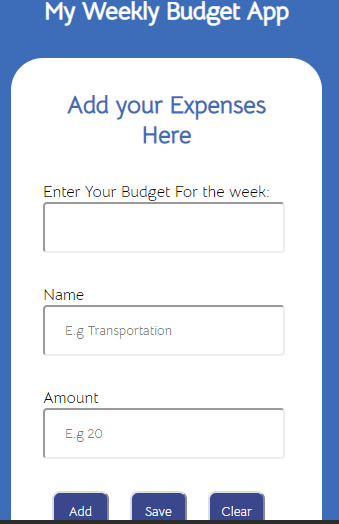 My Weekly Budget App
Add your Expenses
Here
Enter Your Budget For the week:
Name
E.g Transportation
Amount
E.g 20
Add Save Clear